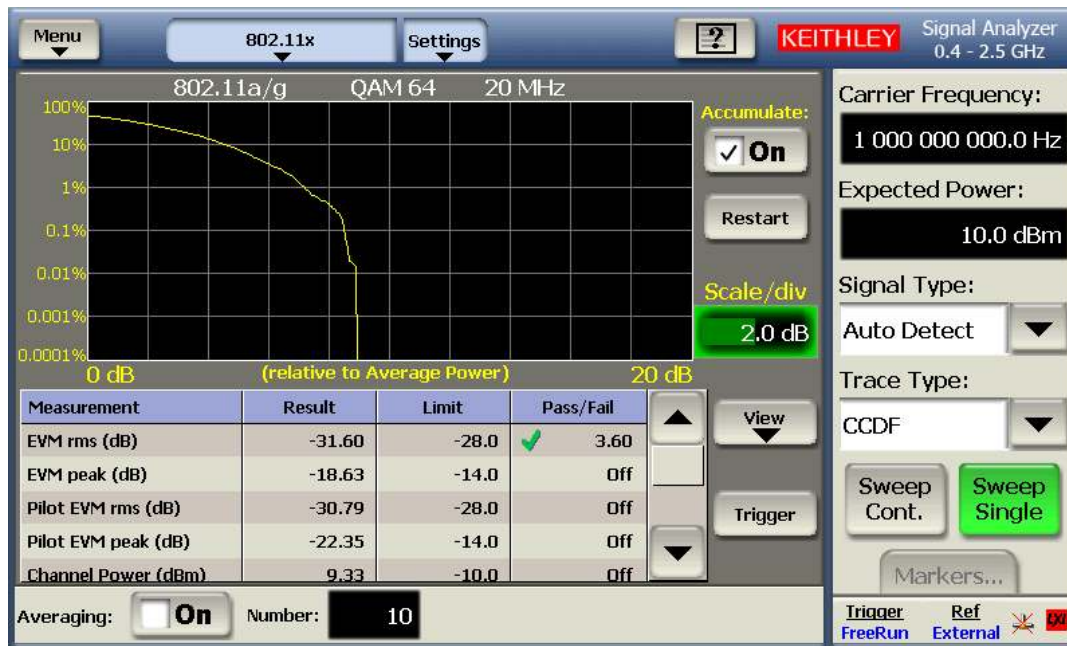 Menu
802.11x
Settings
?
KEITHLEY
Signal Analyzer
0.4 - 2.5 GHz
802.11a/g QAM 64 20 MHz
100%
10%
1%
0.1%
0.01%
0.001%
0.0001%
0 dB (relative to Average Power) 20 dB
Accumulate:
On
Restart
Scale/div
2.0 dB
Measurement Result Limit Pass/Fail
EVM rms (dB) -31.60 -28.0 3.60
EVM peak (dB) -18.63 -14.0 Off
Pilot EVM rms (dB) -30.79 -28.0 Off
Pilot EVM peak (dB) -22.35 -14.0 Off
Channel Power (dBm) 9.33 -10.0 Off
View
Trigger
Averaging: On Number: 10
Carrier Frequency:
1 000 000 000.0 Hz
Expected Power:
10.0 dBm
Signal Type:
Auto Detect
Trace Type:
CCDF
Sweep Cont.
Sweep Single
Markers...
Trigger Ref
FreeRun External